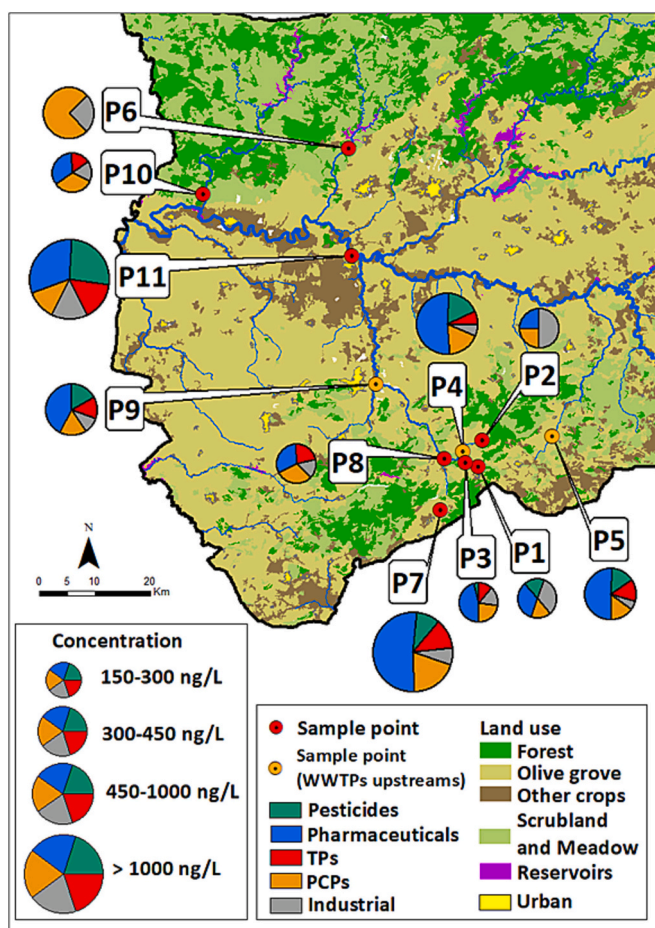 P6
P10
P11
P4
P2
P9
P8
P7
P3
P1
P5
N
0 5 10 20
Km
Concentration
150-300 ng/L
300-450 ng/L
450-1000 ng/L
> 1000 ng/L
Sample point
Sample point
(WWTPs upstreams)
Pesticides
Pharmaceuticals
TPs
PCPs
Industrial
Land use
Forest
Olive grove
Other crops
Scrubland
and Meadow
Reservoirs
Urban